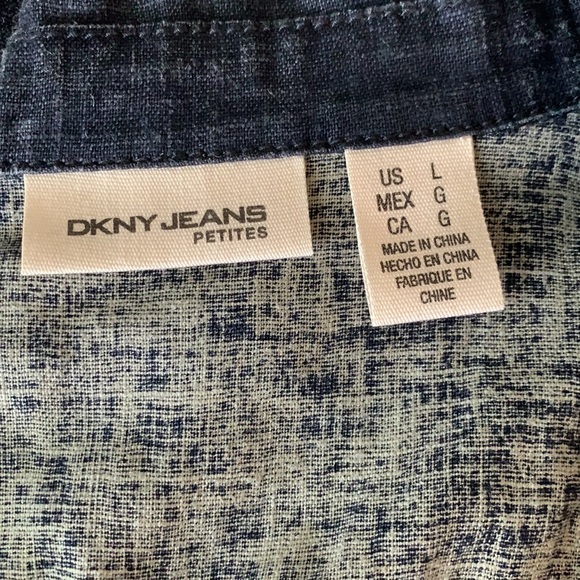 DKNY JEANS
PETITES
US L
MEX G
CA G
MADE IN CHINA
HECHO EN CHINA
FABRIQUE EN
CHINE